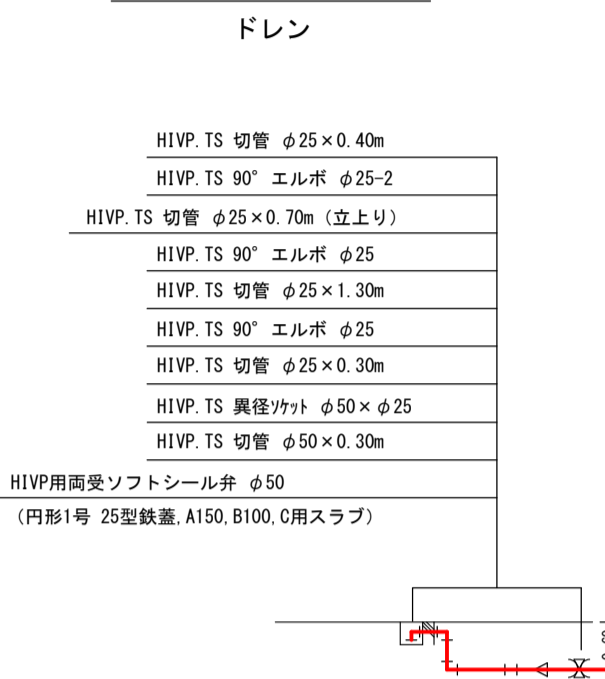 ドレン
HIVP.TS 切管 φ25×0.40m
HIVP.TS 90° エルボ φ25-2
HIVP.TS 切管 φ25×0.70m（立上り）
HIVP.TS 90° エルボ φ25
HIVP.TS 切管 φ25×1.30m
HIVP.TS 90° エルボ φ25
HIVP.TS 切管 φ25×0.30m
HIVP.TS 異径ソケット φ50×φ25
HIVP.TS 切管 φ50×0.30m
HIVP用両受ソフトシール弁 φ50
（円形1号 25型鉄蓋,A150,B100,C用スラブ）